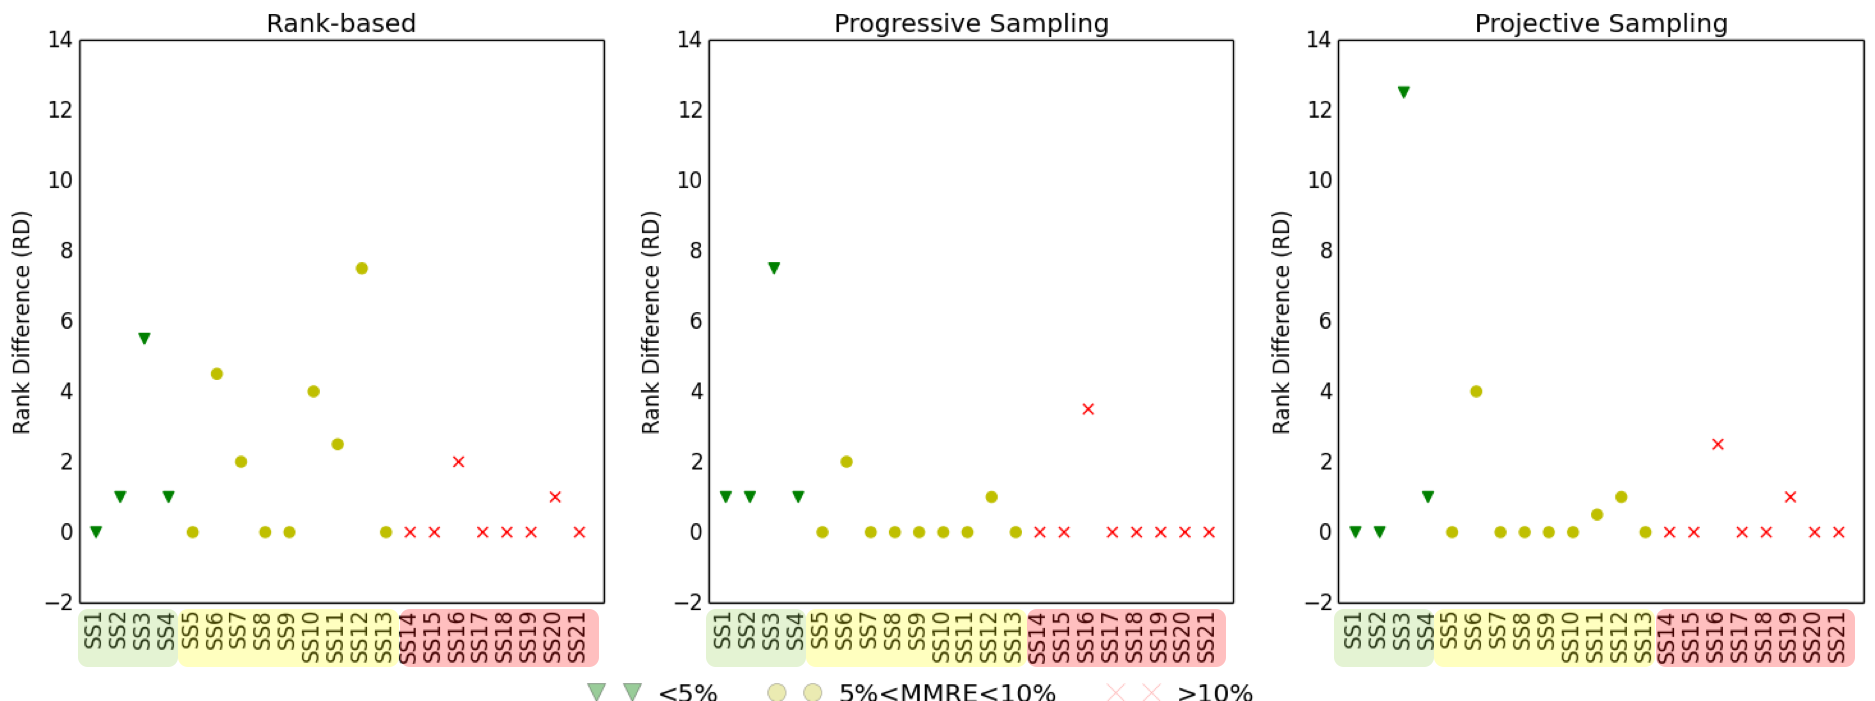 Rank-based
Progressive Sampling
Projective Sampling
Rank Difference (RD)
14
12
10
8
6
4
2
0
−2
SS1
SS2
SS3
SS4
SS5
SS6
SS7
SS8
SS9
SS10
SS11
SS12
SS13
SS14
SS15
SS16
SS17
SS18
SS19
SS20
SS21
Rank Difference (RD)
14
12
10
8
6
4
2
0
−2
SS1
SS2
SS3
SS4
SS5
SS6
SS7
SS8
SS9
SS10
SS11
SS12
SS13
SS14
SS15
SS16
SS17
SS18
SS19
SS20
SS21
Rank Difference (RD)
14
12
10
8
6
4
2
0
−2
SS1
SS2
SS3
SS4
SS5
SS6
SS7
SS8
SS9
SS10
SS11
SS12
SS13
SS14
SS15
SS16
SS17
SS18
SS19
SS20
SS21
<5%
5%<MMRE<10%
>10%